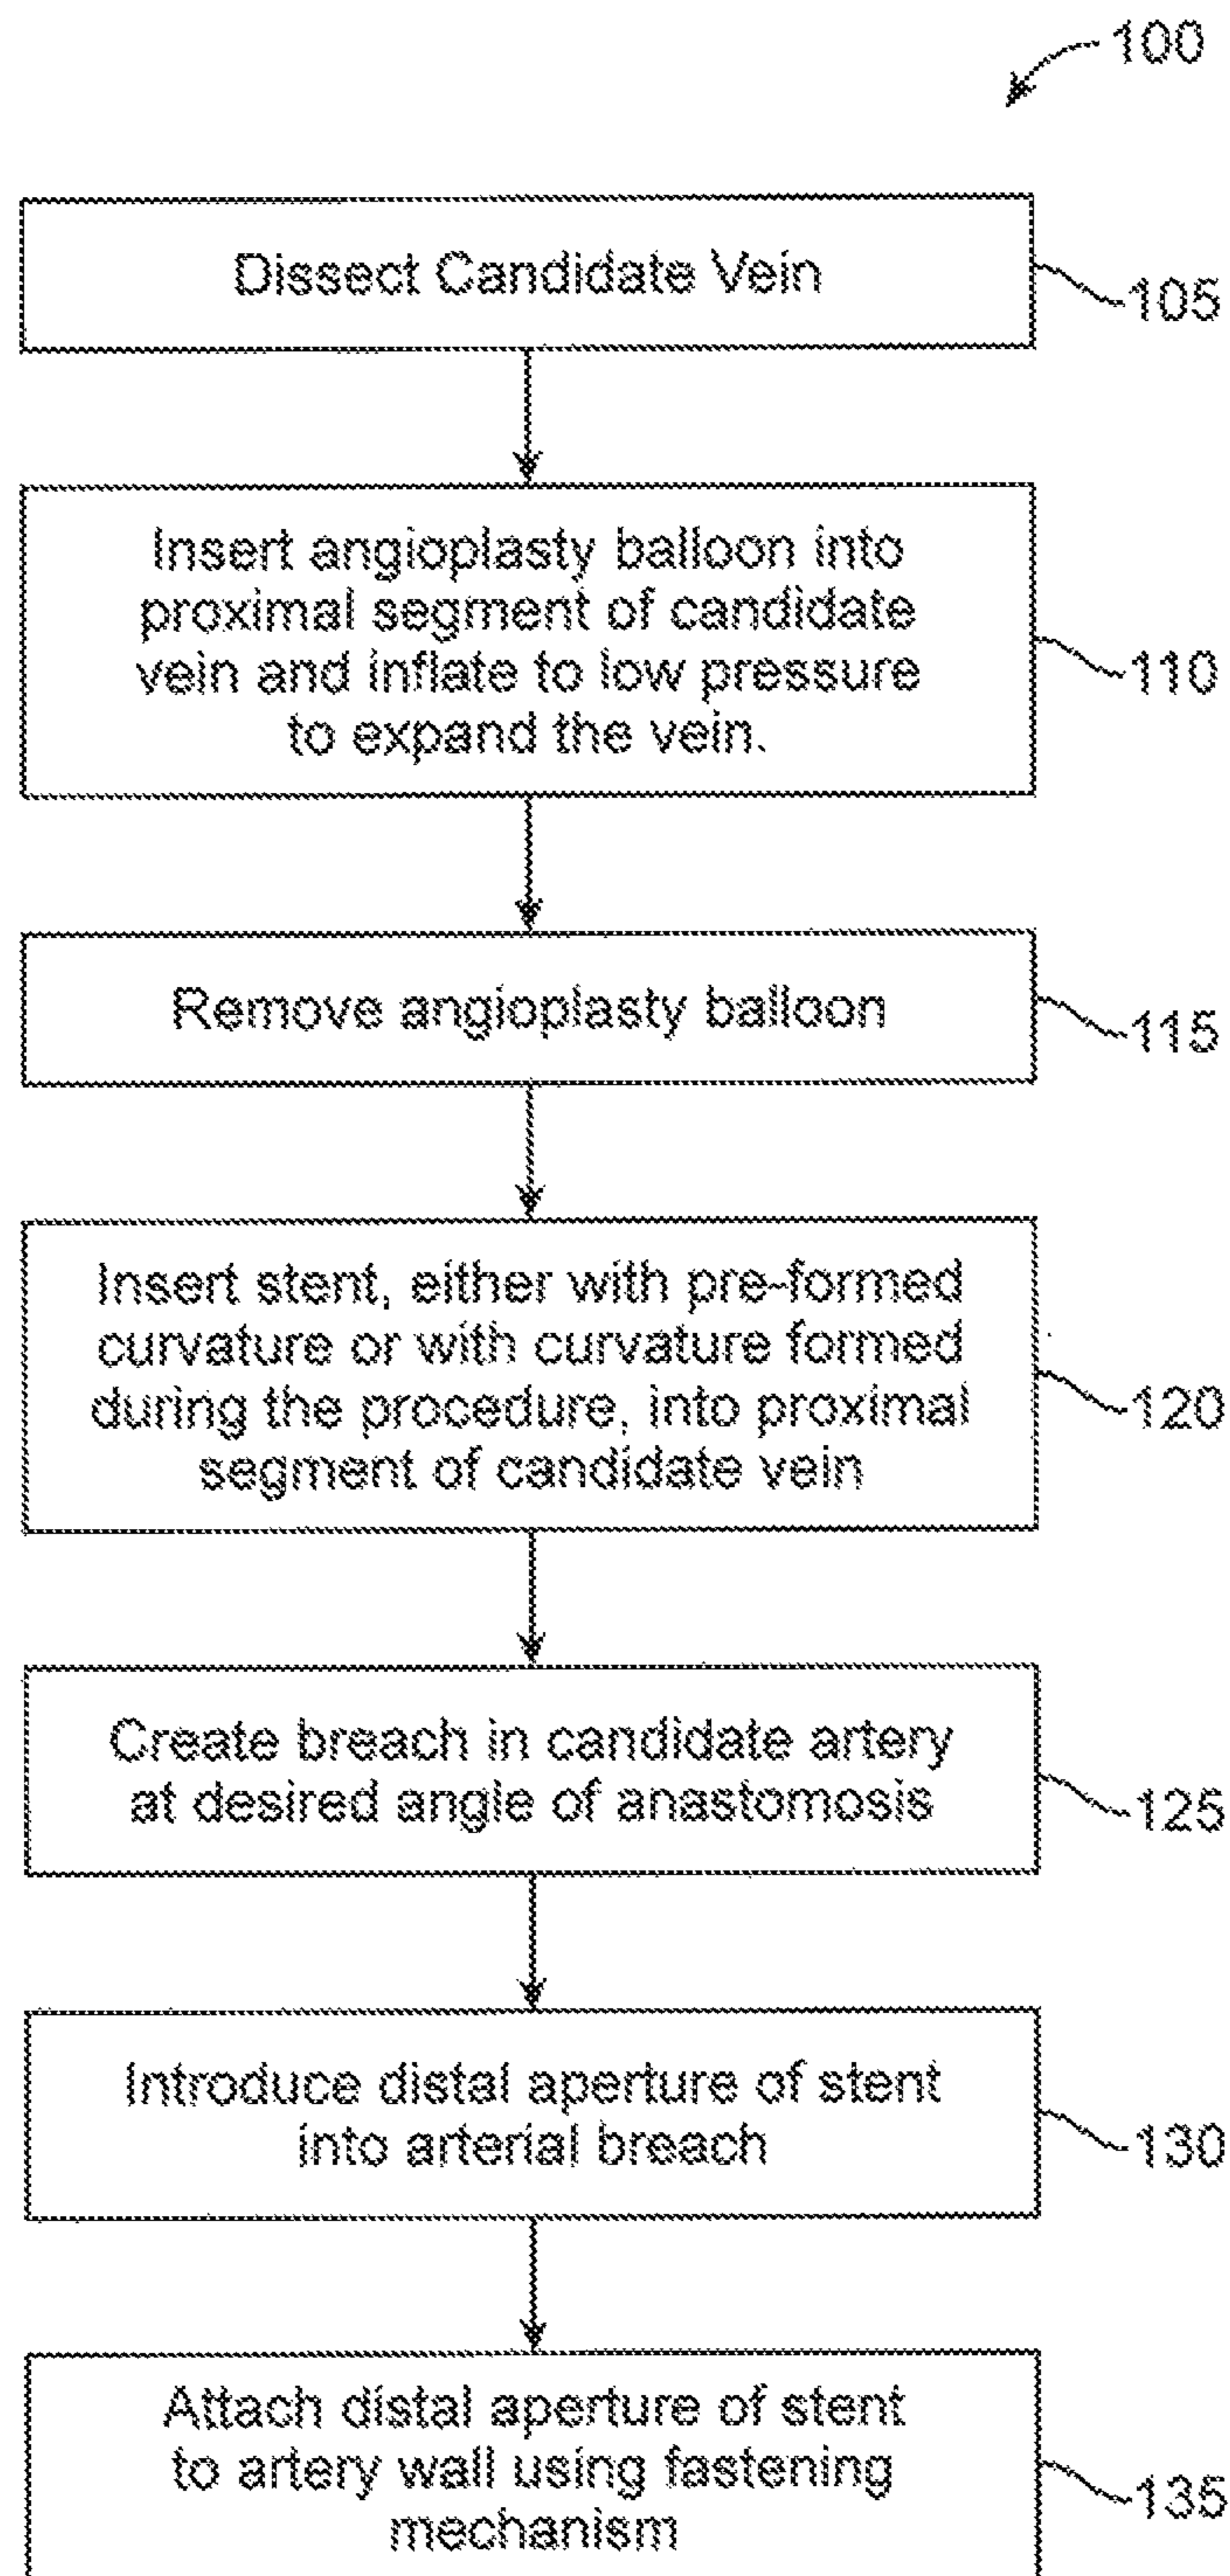 100
Dissect Candidate Vein
105
Insert angioplasty balloon into
proximal segment of candidate
vein and inflate to low pressure
to expand the vein.
110
Remove angioplasty balloon
115
Insert stent, either with pre-formed
curvature or with curvature formed
during the procedure, into proximal
segment of candidate vein
120
Create breach in candidate artery
at desired angle of anastomosis
125
Introduce distal aperture of stent
into arterial breach
130
Attach distal aperture of stent
to artery wall using fastening
mechanism
135